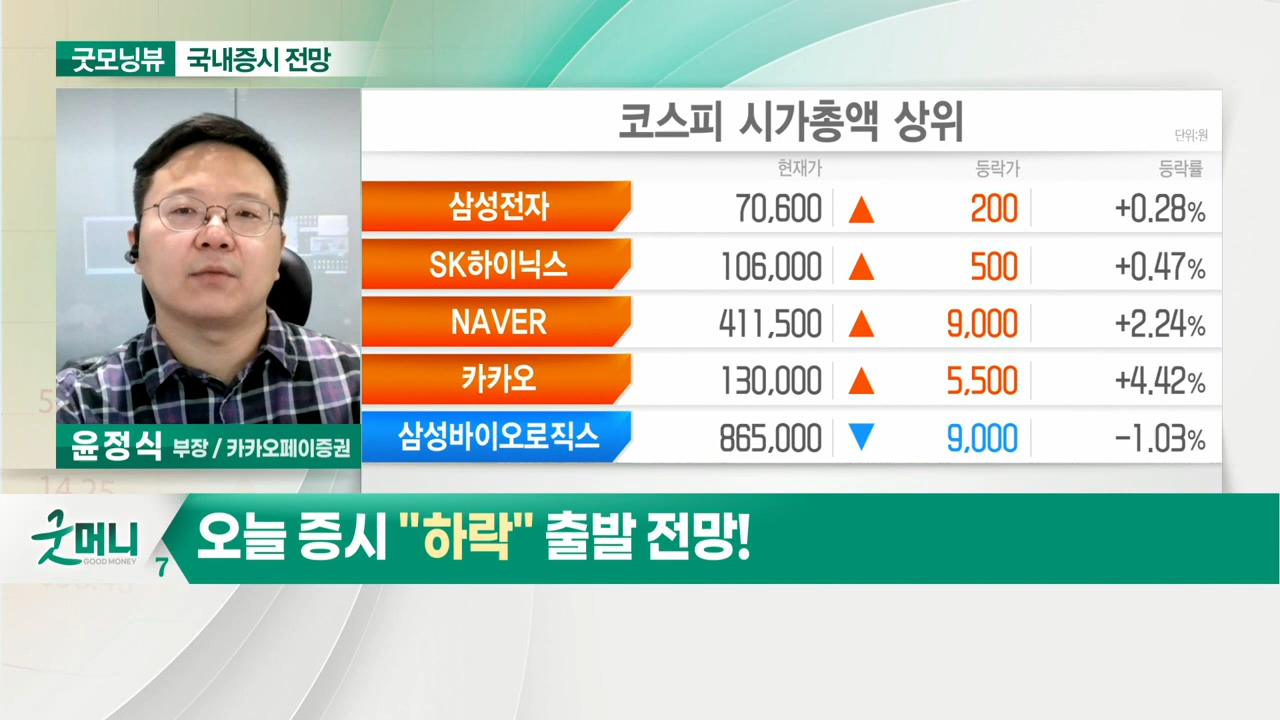 굿모닝뷰 국내증시 전망
코스피 시가총액 상위
단위:원
현재가 등락가 등락률
삼성전자 70,600 ▲ 200 +0.28%
SK하이닉스 106,000 ▲ 500 +0.47%
NAVER 411,500 ▲ 9,000 +2.24%
카카오 130,000 ▲ 5,500 +4.42%
삼성바이오로직스 865,000 ▼ 9,000 -1.03%
윤정식 부장 / 카카오페이증권
14.25
굿머니 GOOD MONEY 7
오늘 증시 "하락" 출발 전망!